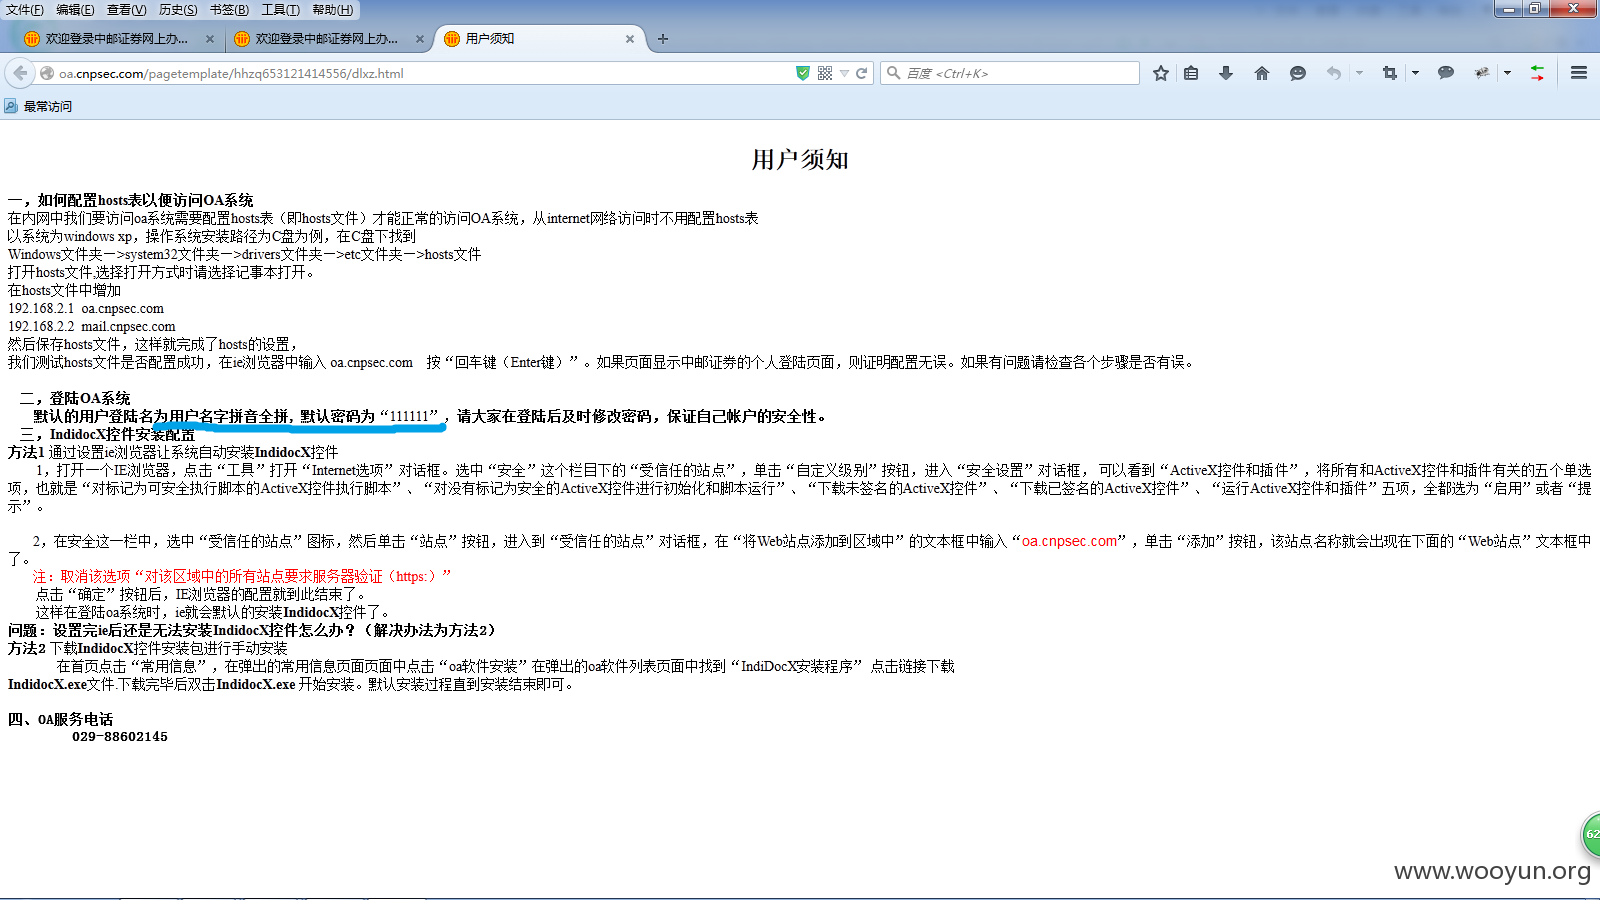 文件(F) 编辑(E) 查看(V) 历史(S) 书签(B) 工具(T) 帮助(H)
欢迎登录中邮证券网上办... 欢迎登录中邮证券网上办... 用户须知
oa.cnpsec.com/pagetemplate/hhzq653121414556/dlxz.html 百度 <Ctrl+K>
最常访问
用户须知
一，如何配置hosts表以便访问OA系统
在内网中我们要访问oa系统需要配置hosts表（即hosts文件）才能正常的访问OA系统，从internet网络访问时不用配置hosts表
以系统为windows xp，操作系统安装路径为C盘为例，在C盘下找到
Windows文件夹—>system32文件夹—>drivers文件夹—>etc文件夹—>hosts文件
打开hosts文件,选择打开方式时请选择记事本打开。
在hosts文件中增加
192.168.2.1 oa.cnpsec.com
192.168.2.2 mail.cnpsec.com
然后保存hosts文件，这样就完成了hosts的设置，
我们测试hosts文件是否配置成功，在ie浏览器中输入 oa.cnpsec.com 按“回车键（Enter键）”。如果页面显示中邮证券的个人登陆页面，则证明配置无误。如果有问题请检查各个步骤是否有误。
二，登陆OA系统
默认的用户登陆名为用户名字拼音全拼, 默认密码为“111111”，请大家在登陆后及时修改密码，保证自己帐户的安全性。
三，IndidocX控件安装配置
方法1 通过设置ie浏览器让系统自动安装IndidocX控件
1，打开一个IE浏览器，点击“工具”打开“Internet选项”对话框。选中“安全”这个栏目下的“受信任的站点”，单击“自定义级别”按钮，进入“安全设置”对话框， 可以看到“ActiveX控件和插件”，将所有和ActiveX控件和插件有关的五个单选
项，也就是“对标记为可安全执行脚本的ActiveX控件执行脚本”、“对没有标记为安全的ActiveX控件进行初始化和脚本运行”、“下载未签名的ActiveX控件”、“下载已签名的ActiveX控件”、“运行ActiveX控件和插件”五项，全都选为“启用”或者“提
示”。
2，在安全这一栏中，选中“受信任的站点”图标，然后单击“站点”按钮，进入到“受信任的站点”对话框，在“将Web站点添加到区域中”的文本框中输入“oa.cnpsec.com”，单击“添加”按钮，该站点名称就会出现在下面的“Web站点”文本框中
了。
注：取消该选项“对该区域中的所有站点要求服务器验证（https:）”
点击“确定”按钮后，IE浏览器的配置就到此结束了。
这样在登陆oa系统时，ie就会默认的安装IndidocX控件了。
问题：设置完ie后还是无法安装IndidocX控件怎么办？（解决办法为方法2）
方法2 下载IndidocX控件安装包进行手动安装
在首页点击“常用信息”，在弹出的常用信息页面页面中点击“oa软件安装”在弹出的oa软件列表页面中找到“IndiDocX安装程序” 点击链接下载
IndidocX.exe文件.下载完毕后双击IndidocX.exe 开始安装。默认安装过程直到安装结束即可。
四、OA服务电话
029-88602145
62
www.wooyun.org